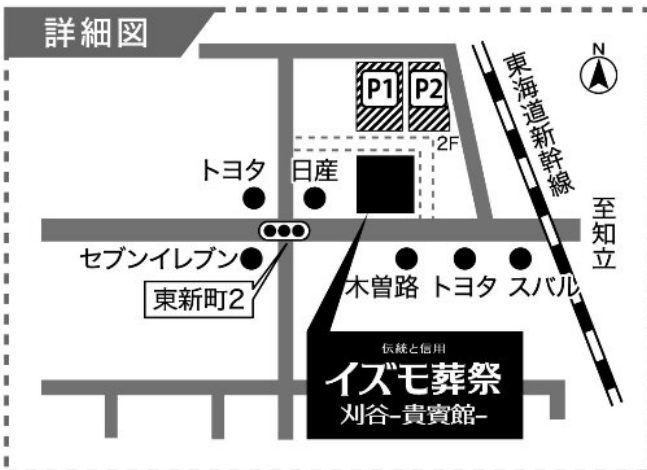 詳細図
N
P1 P2
2F
東海道新幹線
トヨタ 日産
至知立
セブンイレブン
東新町2
木曽路 トヨタ スバル
伝統と信用
イズモ葬祭
刈谷-貴賓館-